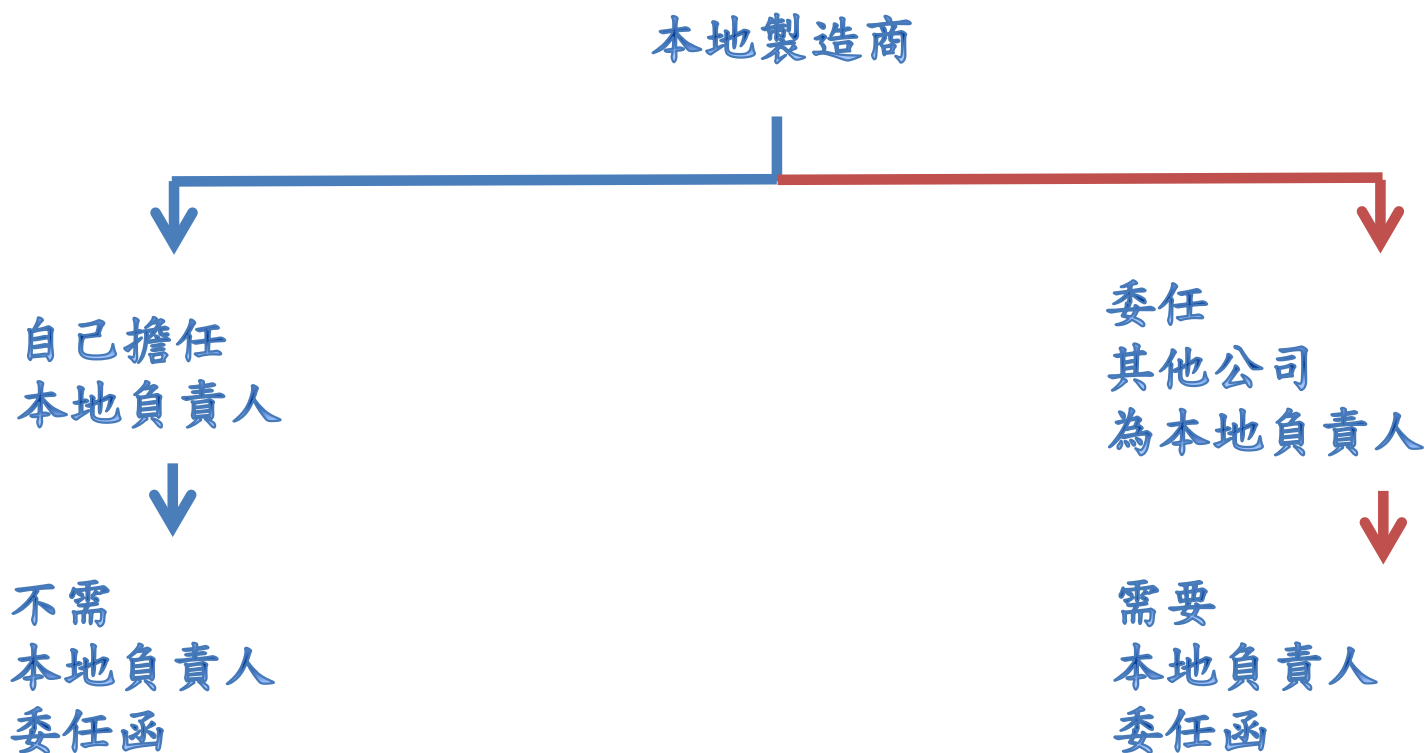 本地製造商
自己擔任
本地負責人
不需
本地負責人
委任函
委任
其他公司
為本地負責人
需要
本地負責人
委任函